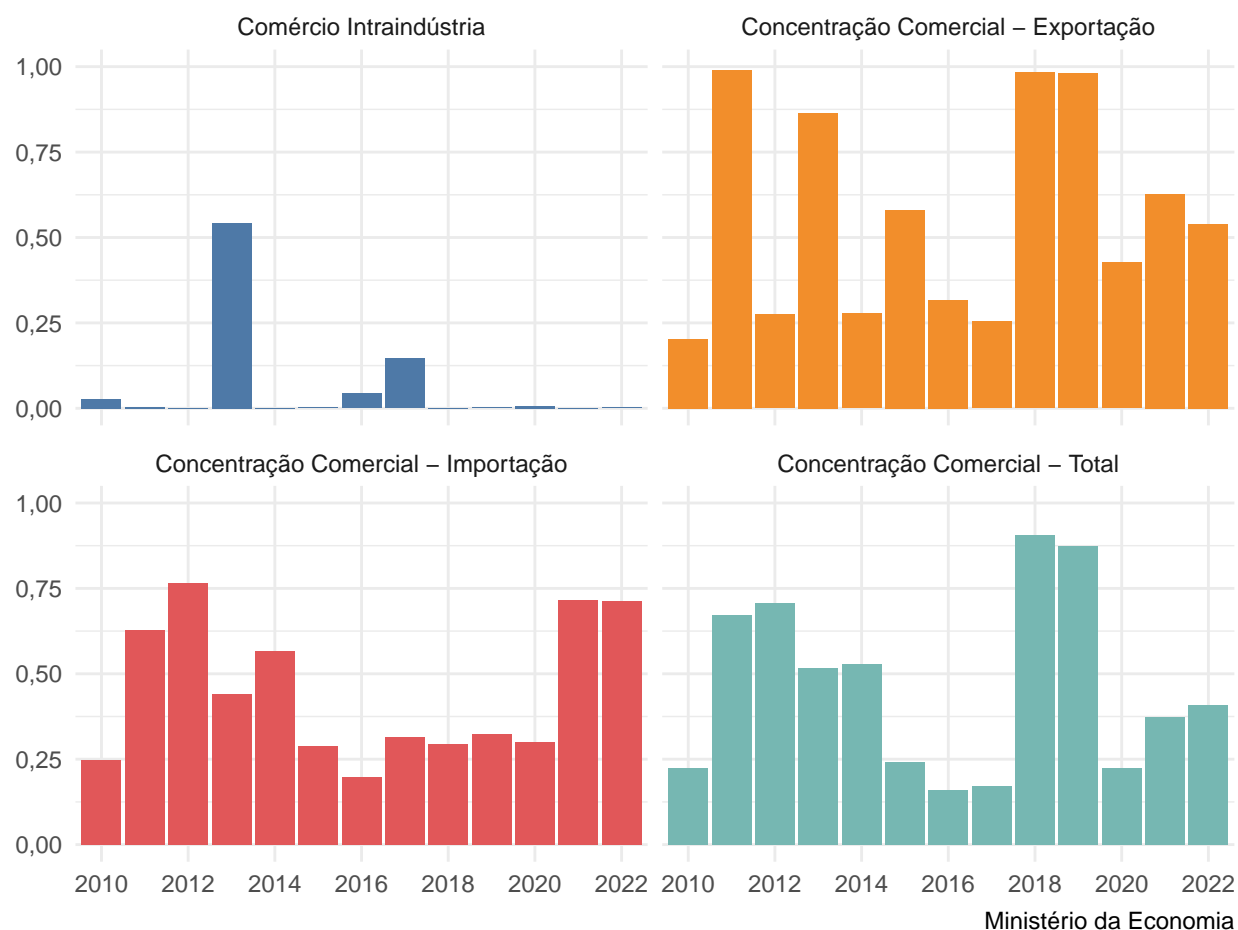 Comércio Intraindústria
Concentração Comercial – Exportação
1,00
0,75
0,50
0,25
0,00
Concentração Comercial – Importação
Concentração Comercial – Total
1,00
0,75
0,50
0,25
0,00
2010 2012 2014 2016 2018 2020 2022
2010 2012 2014 2016 2018 2020 2022
Ministério da Economia